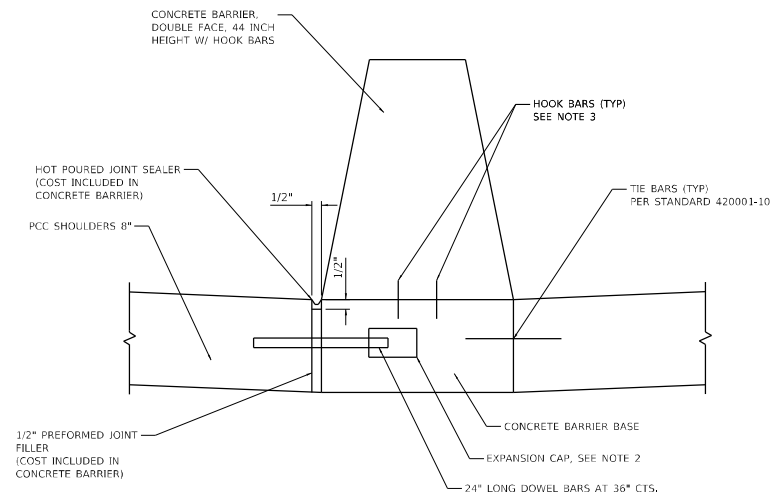 CONCRETE BARRIER,
DOUBLE FACE, 44 INCH
HEIGHT W/ HOOK BARS
HOOK BARS (TYP)
SEE NOTE 3
HOT POURED JOINT SEALER
(COST INCLUDED IN
CONCRETE BARRIER)
1/2"
TIE BARS (TYP)
PER STANDARD 420001-10
PCC SHOULDERS 8"
1/2"
1/2" PREFORMED JOINT
FILLER
(COST INCLUDED IN
CONCRETE BARRIER)
CONCRETE BARRIER BASE
EXPANSION CAP, SEE NOTE 2
24" LONG DOWEL BARS AT 36" CTS.